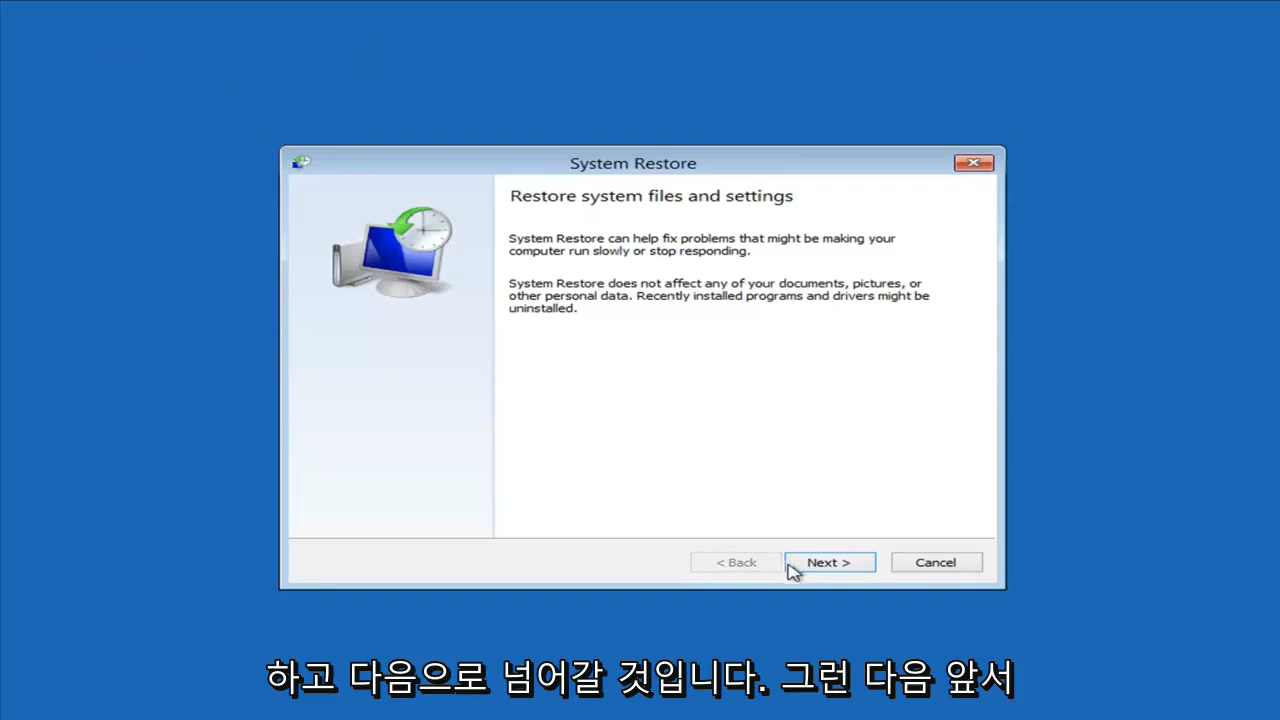 System Restore
Restore system files and settings
System Restore can help fix problems that might be making your
computer run slowly or stop responding.
System Restore does not affect any of your documents, pictures, or
other personal data. Recently installed programs and drivers might be
uninstalled.
< Back
Next >
Cancel
하고 다음으로 넘어갈 것입니다. 그런 다음 앞서